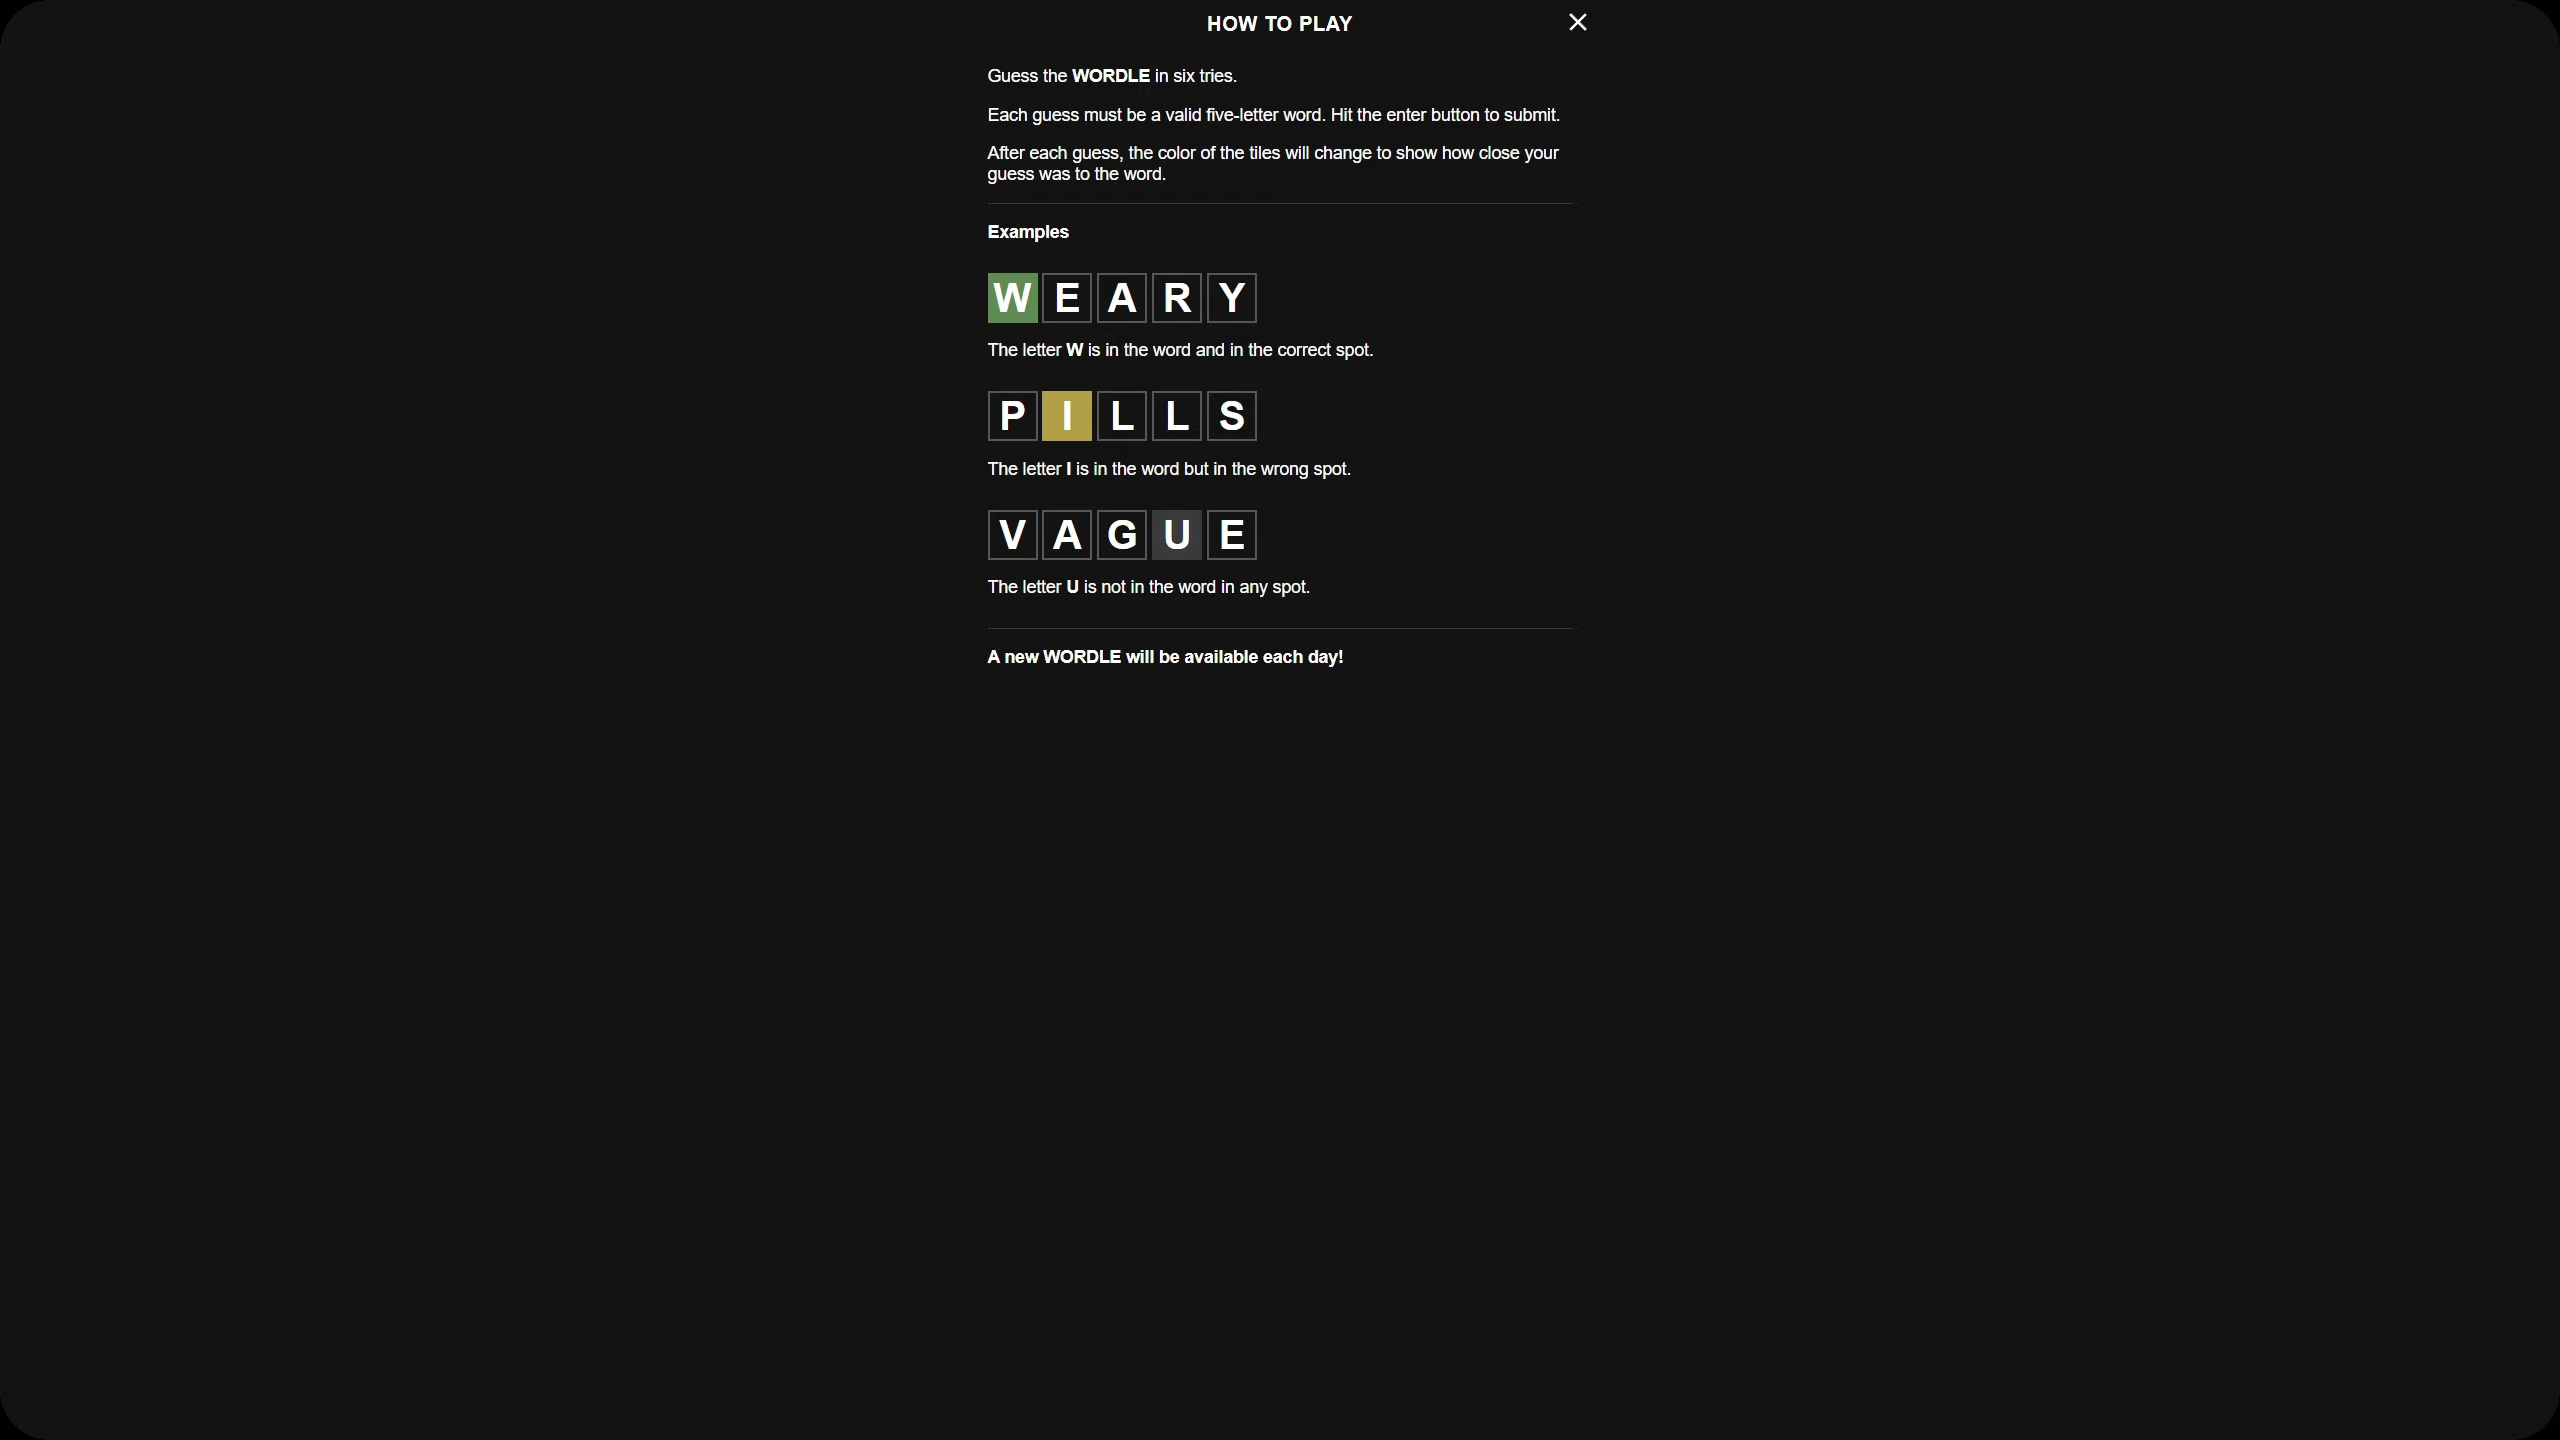 HOW TO PLAY
Guess the WORDLE in six tries.
Each guess must be a valid five-letter word. Hit the enter button to submit.
After each guess, the color of the tiles will change to show how close your
guess was to the word.
Examples
WEARY
The letter W is in the word and in the correct spot.
PILLS
The letter I is in the word but in the wrong spot.
VAGUE
The letter U is not in the word in any spot.
A new WORDLE will be available each day!